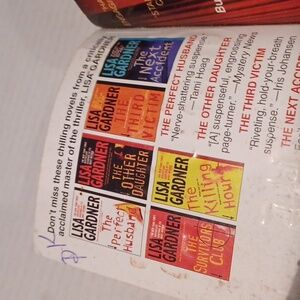 Don't miss these chilling novels from a critically
acclaimed master of the thriller, LISA GARDNER
LISA
GARDNER
The
Next
Accident
LISA
GARDNER
THE
THIRD
VICTIM
LISA
GARDNER
THE
OTHER
DAUGHTER
LISA
GARDNER
The
Perfect
Husband
LISA
GARDNER
The
Killing
Hour
LISA
GARDNER
THE
SURVIVORS
CLUB
THE PERFECT HUSBAND
"Nerve-shattering suspense."
—Tami Hoag
THE OTHER DAUGHTER
"[A] suspenseful, engrossing
page-turner." —Mystery News
THE THIRD VICTIM
"Riveting, hold-your-breath
suspense." —Iris Johansen
THE NEXT